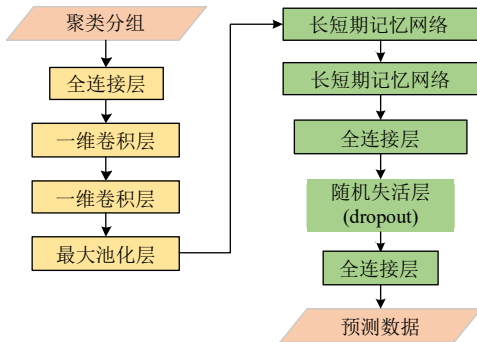 聚类分组
全连接层
一维卷积层
一维卷积层
最大池化层
长短期记忆网络
长短期记忆网络
全连接层
随机失活层
(dropout)
全连接层
预测数据